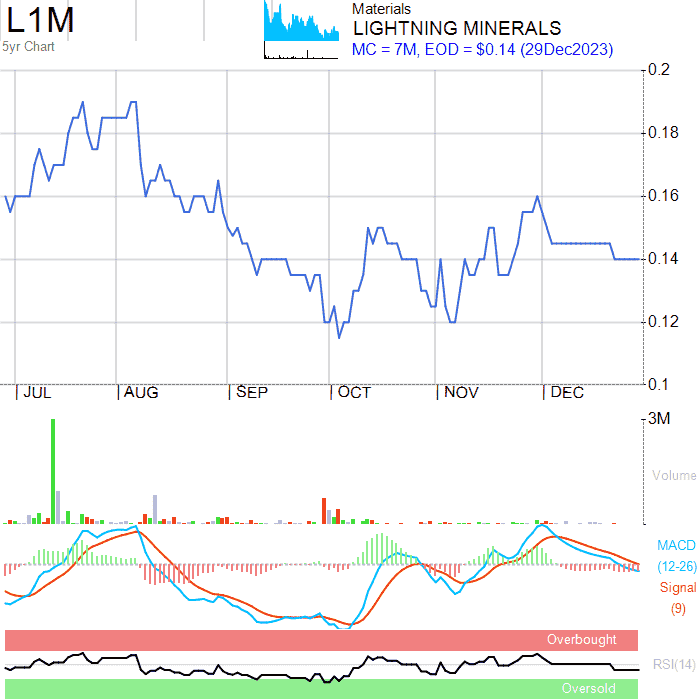 L1M
5yr Chart
Materials
LIGHTNING MINERALS
MC = 7M, EOD = $0.14 (29Dec2023)
0.2
0.18
0.16
0.14
0.12
0.1
JUL AUG SEP OCT NOV DEC
3M
Volume
MACD
(12-26)
Signal
(9)
Overbought
RSI(14)
Oversold